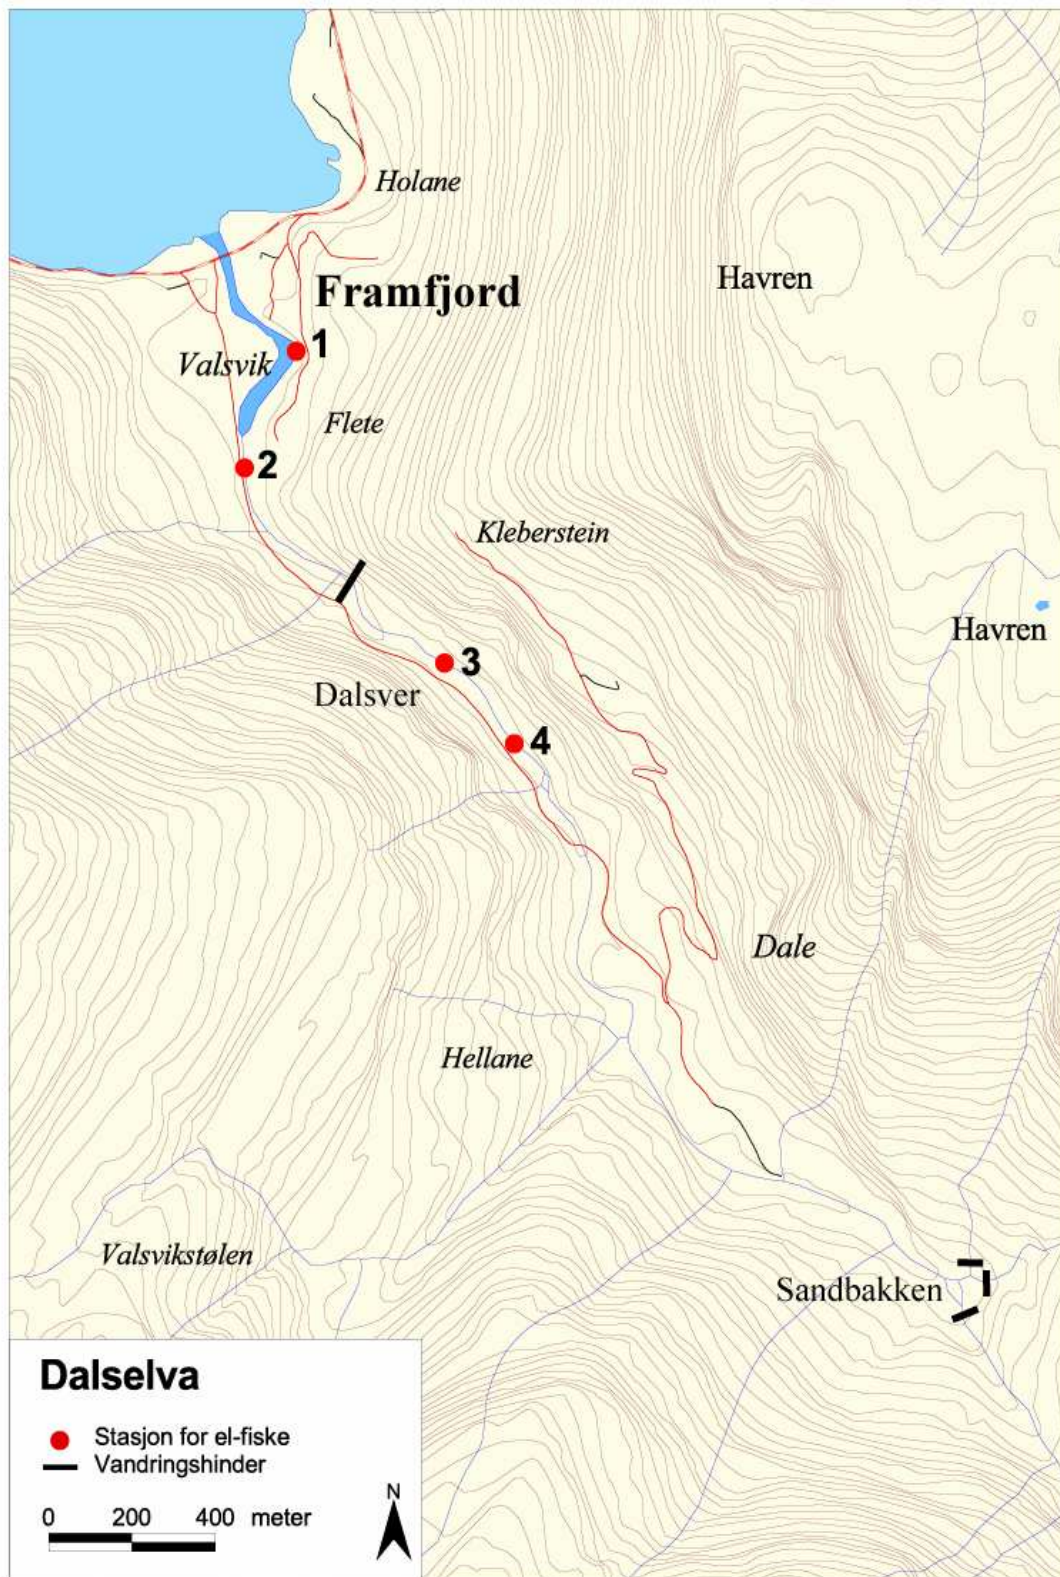 Holane
Havren
Framfjord
1
Valsvik
Flete
2
Kleberstein
Havren
3
Dalsver
4
Dale
Hellane
Valsvikstølen
Sandbakken
Dalselva
Stasjon for el-fiske
Vandringshinder
N
0 200 400 meter